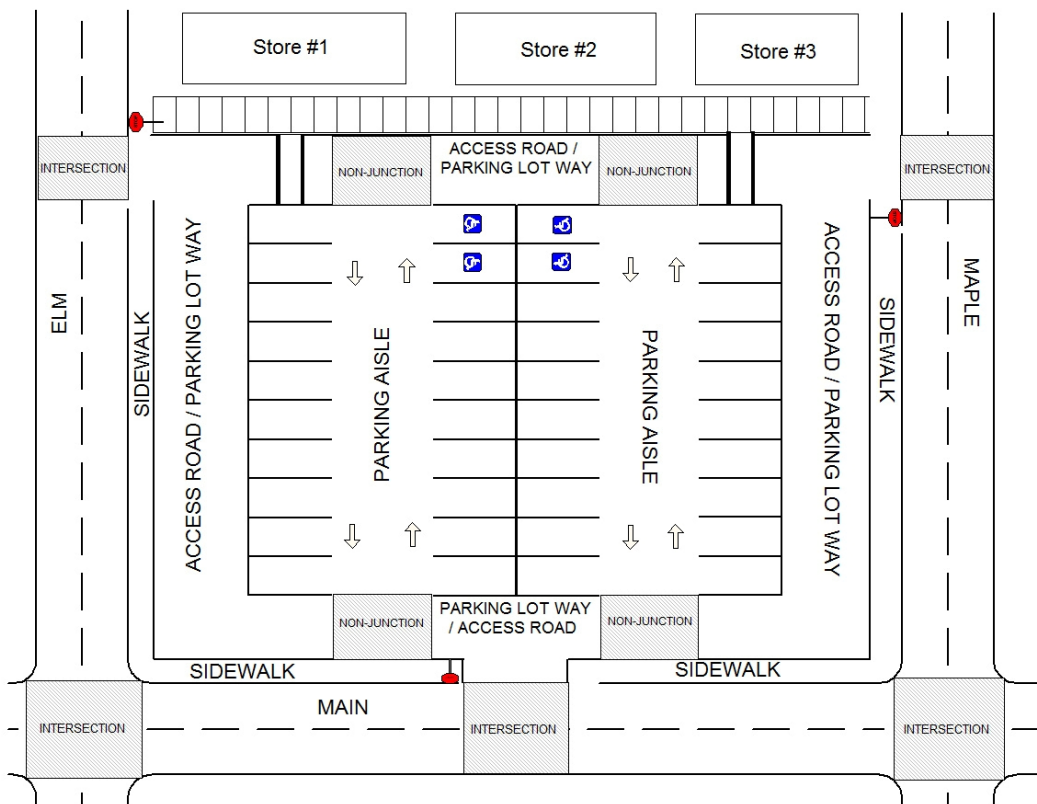 Store #1
Store #2
Store #3
INTERSECTION
NON-JUNCTION
ACCESS ROAD /
PARKING LOT WAY
NON-JUNCTION
INTERSECTION
ELM
SIDEWALK
ACCESS ROAD / PARKING LOT WAY
PARKING AISLE
PARKING AISLE
ACCESS ROAD / PARKING LOT WAY
SIDEWALK
MAPLE
NON-JUNCTION
PARKING LOT WAY
/ ACCESS ROAD
NON-JUNCTION
SIDEWALK
SIDEWALK
MAIN
INTERSECTION
INTERSECTION
INTERSECTION